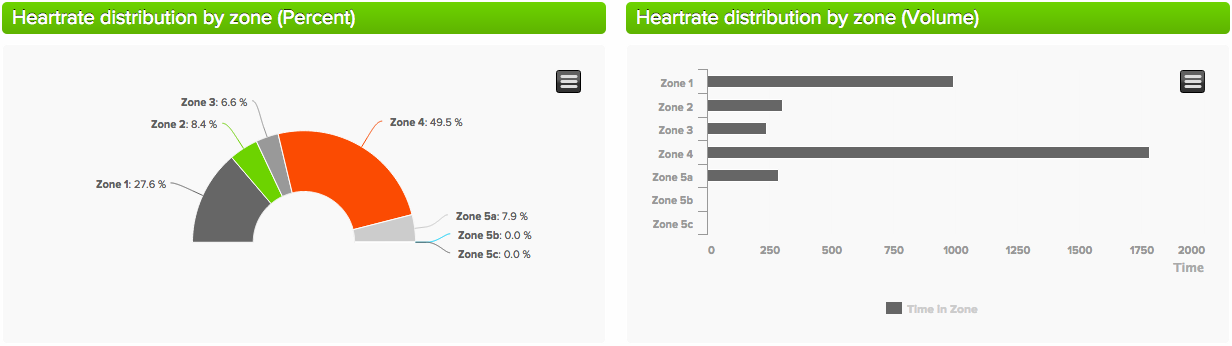 Heartrate distribution by zone (Percent)
Zone 3: 6.6 %
Zone 2: 8.4 %
Zone 4: 49.5 %
Zone 1: 27.6 %
Zone 5a: 7.9 %
Zone 5b: 0.0 %
Zone 5c: 0.0 %
Heartrate distribution by zone (Volume)
Zone 1
Zone 2
Zone 3
Zone 4
Zone 5a
Zone 5b
Zone 5c
0 250 500 750 1000 1250 1500 1750 2000
Time
Time In Zone